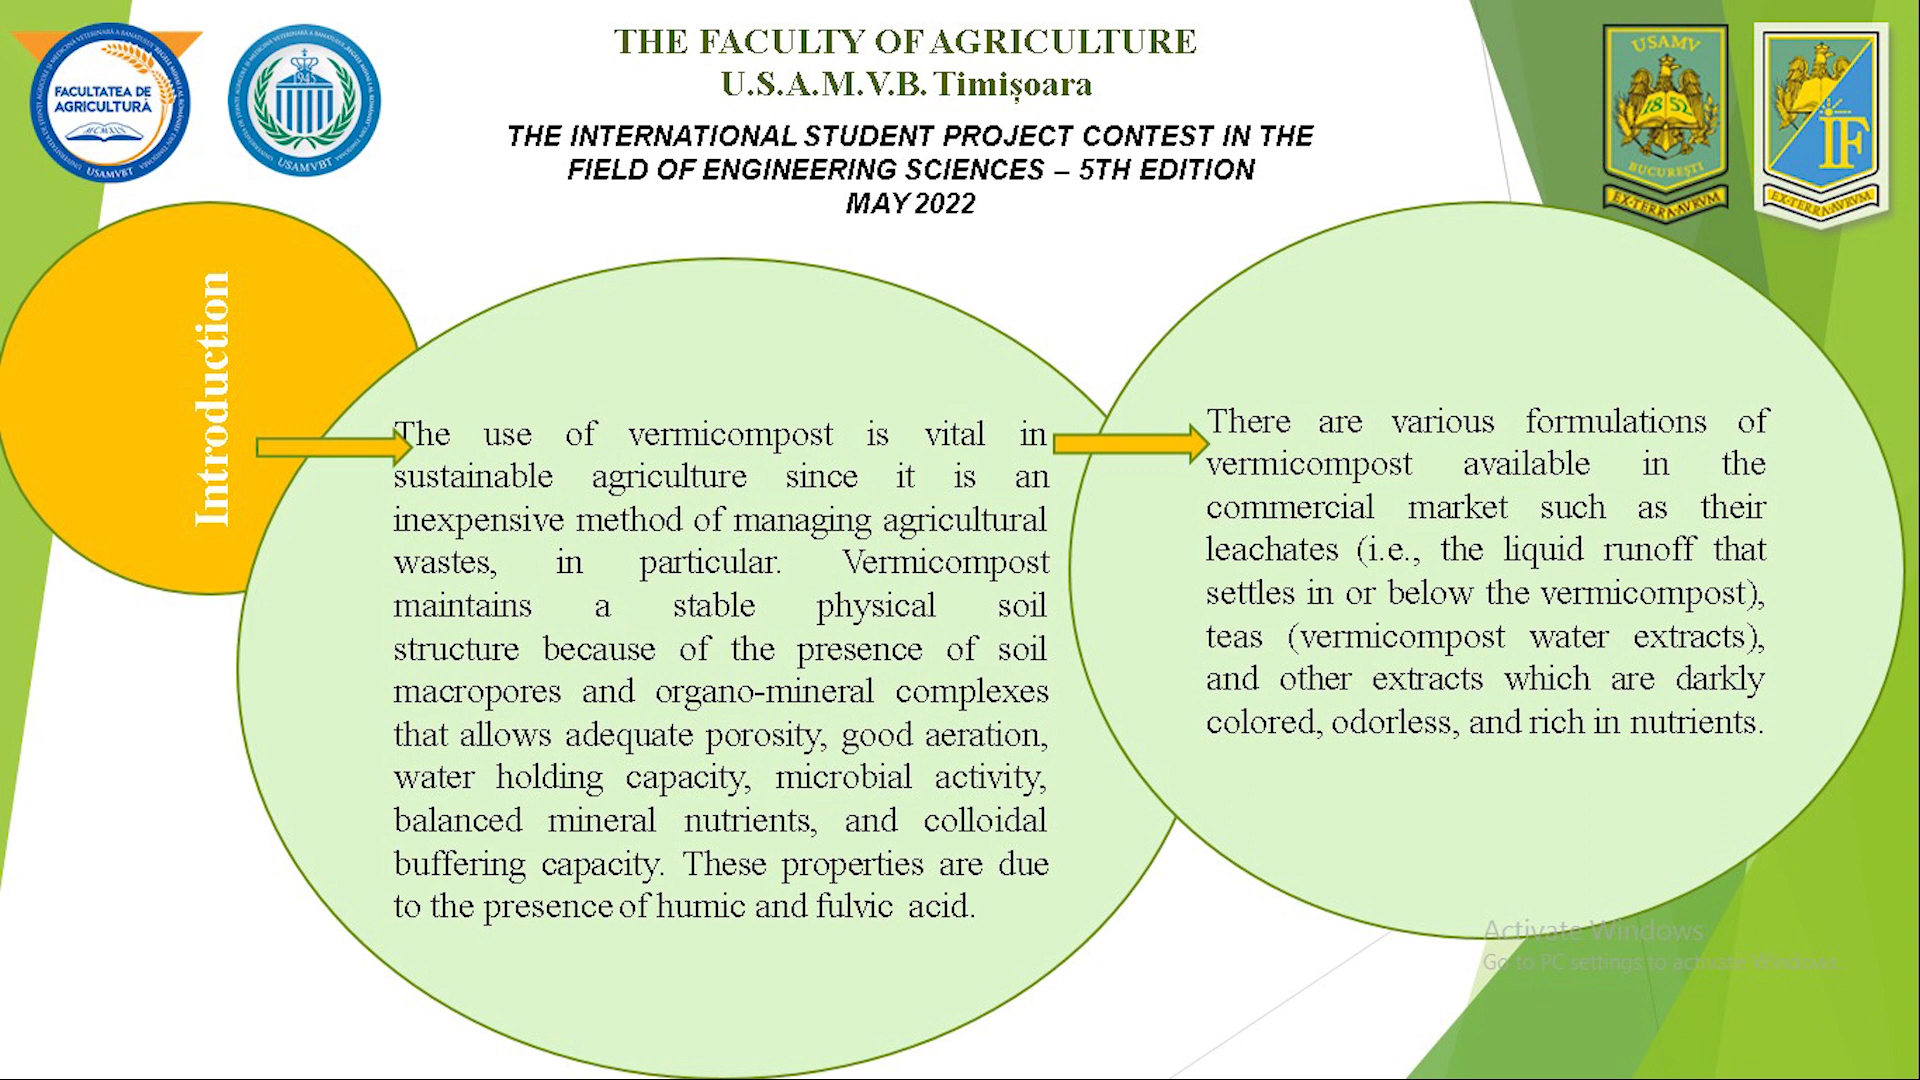 FACULTATEA DE
AGRICULTURĂ
MCMXLV
USAMVBT
1945
USAMVBT
THE FACULTY OF AGRICULTURE
U.S.A.M.V.B. Timișoara
THE INTERNATIONAL STUDENT PROJECT CONTEST IN THE
FIELD OF ENGINEERING SCIENCES – 5TH EDITION
MAY 2022
USAMV
1852
BUCUREȘTI
EX·TERRA·AVRVM
IF
EX·TERRA·AVRVM
Introduction
The use of vermicompost is vital in
sustainable agriculture since it is an
inexpensive method of managing agricultural
wastes, in particular. Vermicompost
maintains a stable physical soil
structure because of the presence of soil
macropores and organo-mineral complexes
that allows adequate porosity, good aeration,
water holding capacity, microbial activity,
balanced mineral nutrients, and colloidal
buffering capacity. These properties are due
to the presence of humic and fulvic acid.
There are various formulations of
vermicompost available in the
commercial market such as their
leachates (i.e., the liquid runoff that
settles in or below the vermicompost),
teas (vermicompost water extracts),
and other extracts which are darkly
colored, odorless, and rich in nutrients.
Activate Windows
Go to PC settings to activate Windows.